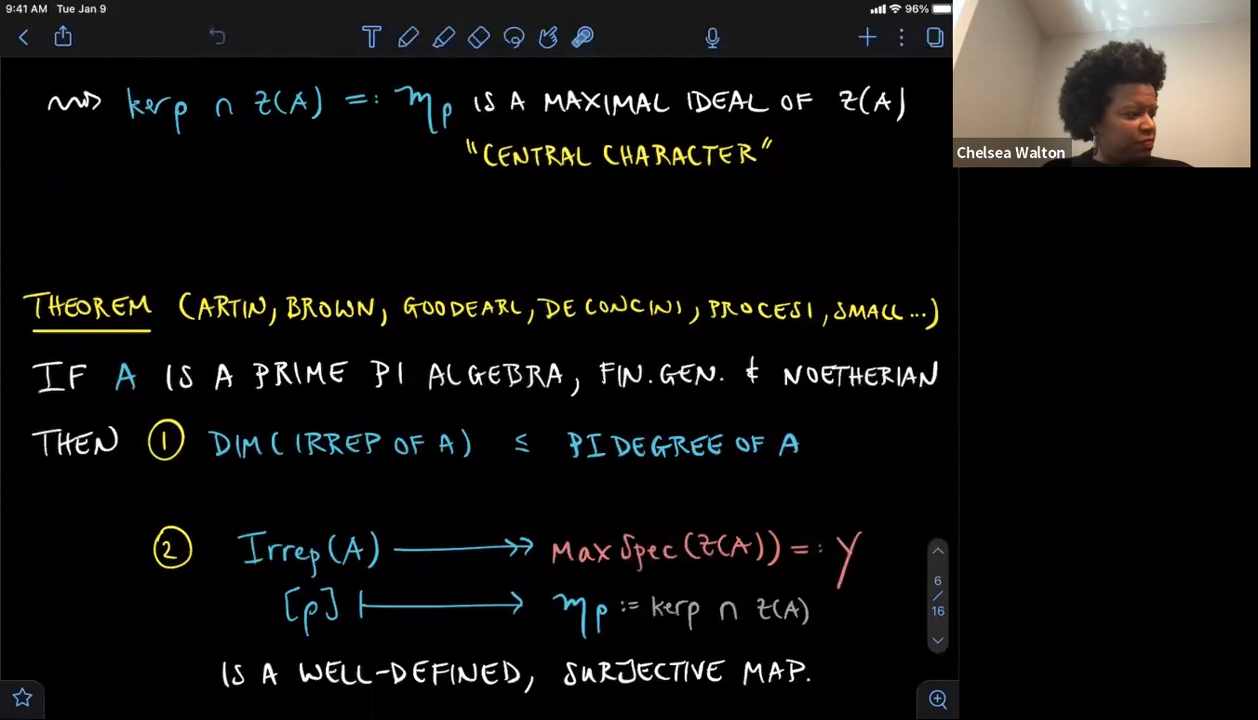 9:41 AM Tue Jan 9
96%
⇝ ker ρ ∩ Z(A) =: 𝔪ρ IS A MAXIMAL IDEAL OF Z(A)
"CENTRAL CHARACTER"
Chelsea Walton
THEOREM (ARTIN, BROWN, GOODEARL, DE CONCINI, PROCESI, SMALL...)
IF A IS A PRIME PI ALGEBRA, FIN.GEN. & NOETHERIAN
THEN ① DIM(IRREP OF A) ≤ PI DEGREE OF A
② Irrep(A) ↠ MaxSpec(Z(A)) =: Y
[ρ] ↦ 𝔪ρ := ker ρ ∩ Z(A)
IS A WELL-DEFINED, SURJECTIVE MAP.
6
/
16